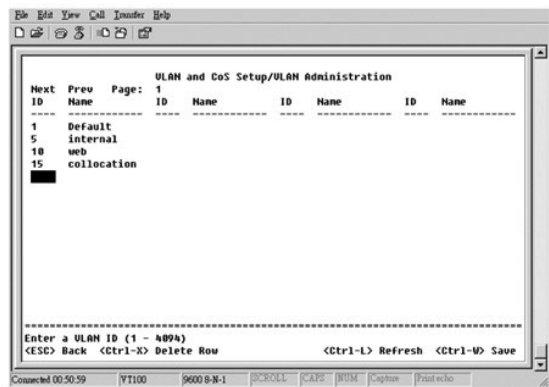 File Edit View Call Transfer Help
VLAN and CoS Setup/VLAN Administration
Next Prev Page: 1
ID Name ID Name ID Name ID Name
---- ------------- ---- ------------- ---- ------------- ---- -------------
1 Default
5 internal
10 web
15 collocation
Enter a VLAN ID (1 - 4094)
<ESC> Back <Ctrl-X> Delete Row <Ctrl-L> Refresh <Ctrl-W> Save
Connected 00:50:59 VT100 9600 8-N-1 SCROLL CAPS NUM Capture Print echo